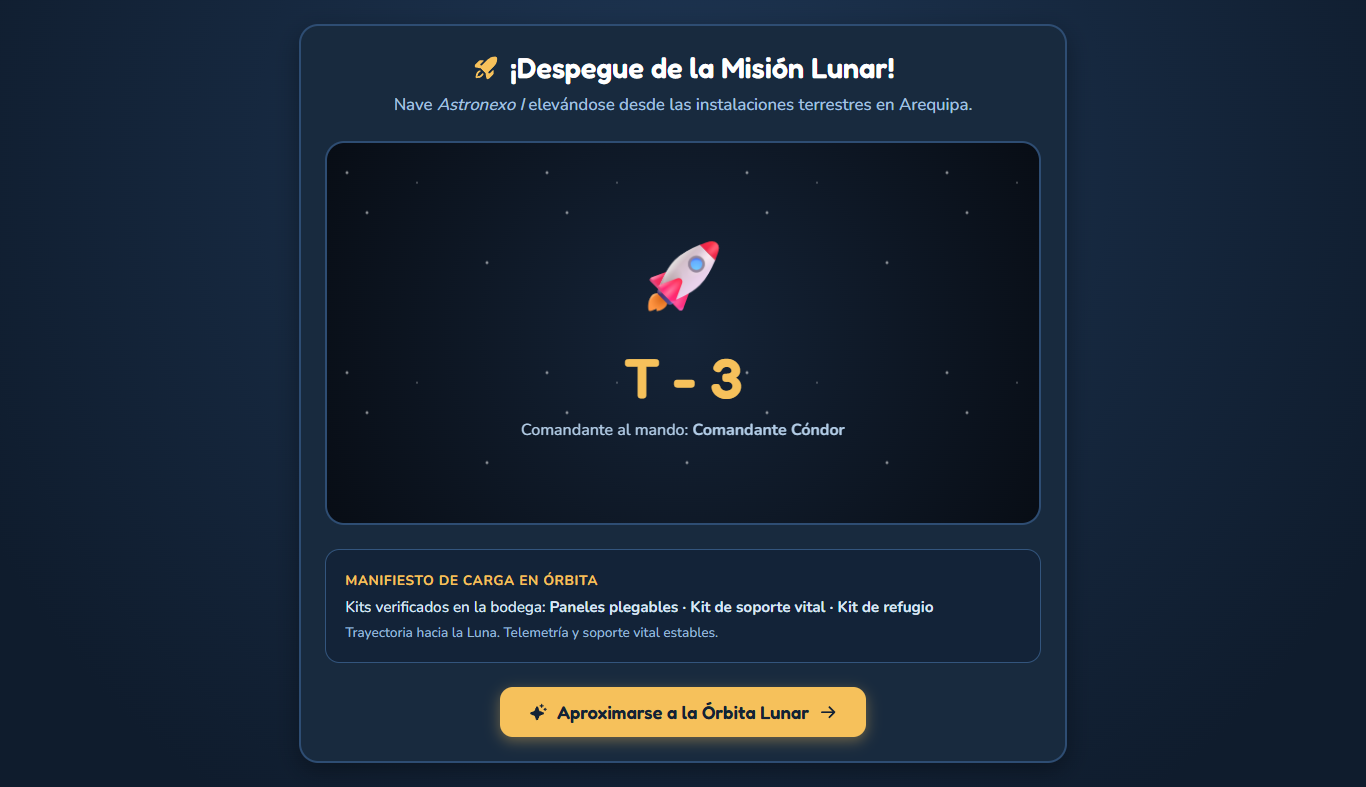 ¡Despegue de la Misión Lunar!
Nave Astronexo I elevándose desde las instalaciones terrestres en Arequipa.
T - 3
Comandante al mando: Comandante Cóndor
MANIFIESTO DE CARGA EN ÓRBITA
Kits verificados en la bodega: Paneles plegables · Kit de soporte vital · Kit de refugio
Trayectoria hacia la Luna. Telemetría y soporte vital estables.
Aproximarse a la Órbita Lunar →